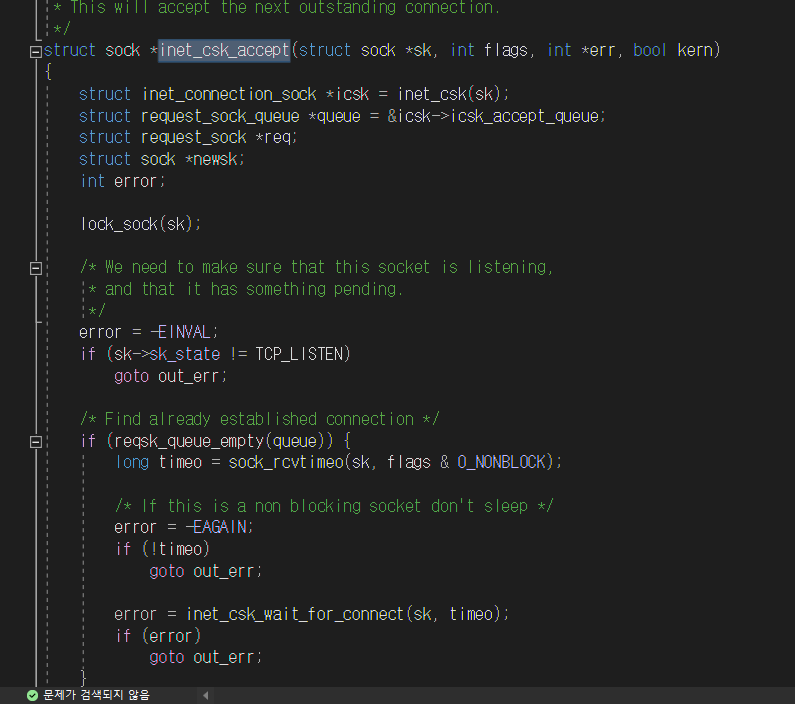 * This will accept the next outstanding connection.
*/
struct sock *inet_csk_accept(struct sock *sk, int flags, int *err, bool kern)
{
struct inet_connection_sock *icsk = inet_csk(sk);
struct request_sock_queue *queue = &icsk->icsk_accept_queue;
struct request_sock *req;
struct sock *newsk;
int error;
lock_sock(sk);
/* We need to make sure that this socket is listening,
* and that it has something pending.
*/
error = -EINVAL;
if (sk->sk_state != TCP_LISTEN)
goto out_err;
/* Find already established connection */
if (reqsk_queue_empty(queue)) {
long timeo = sock_rcvtimeo(sk, flags & O_NONBLOCK);
/* If this is a non blocking socket don't sleep */
error = -EAGAIN;
if (!timeo)
goto out_err;
error = inet_csk_wait_for_connect(sk, timeo);
if (error)
goto out_err;
}
문제가 검색되지 않음